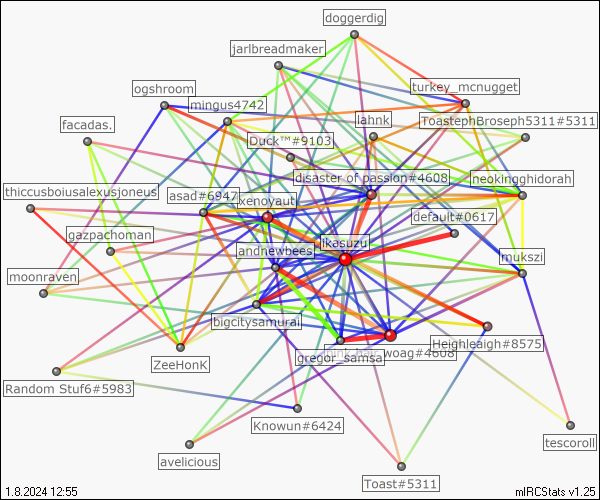 doggerdig
jarlbreadmaker
ogshroom
turkey_mcnugget
mingus4742
ToastephBroseph5311#5311
facadas.
lahnk
Duck™#9103
disaster of passion#4608
neokingghidorah
thiccusboiusalexusjoneus
asad#6947
xenoyaut
default#0617
gazpachoman
ikasuzu
andnewbees
mukszi
moonraven
bigcitysamurai
Heighleaigh#8575
woag#4608
gregor_samsa
ZeeHonK
Random Stuf6#5983
Knowun#6424
tescoroll
avelicious
Toast#5311
1.8.2024 12:55
mIRCStats v1.25